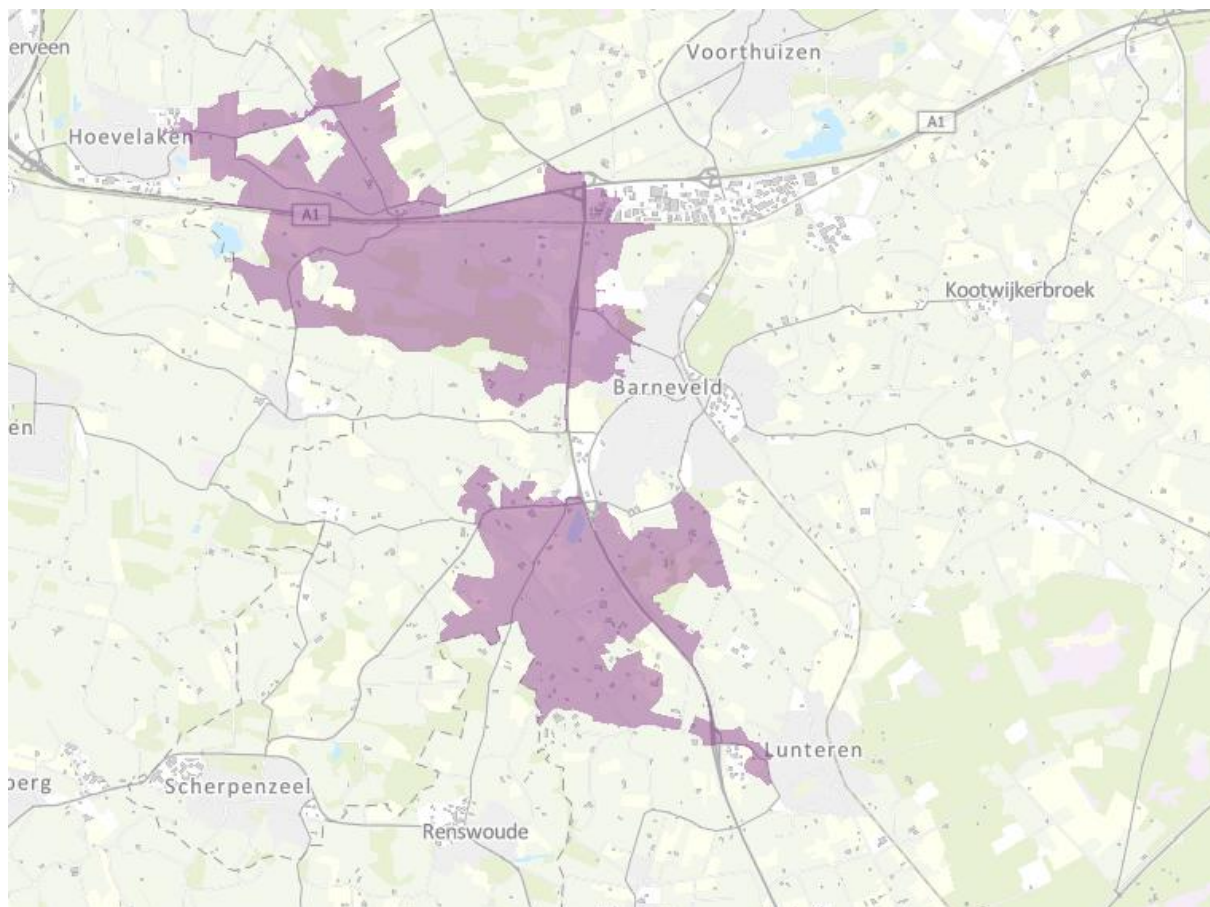 erveen
Voorthuizen
A1
Hoevelaken
A1
Kootwijkerbroek
Barneveld
en
Lunteren
berg
Scherpenzeel
Renswoude